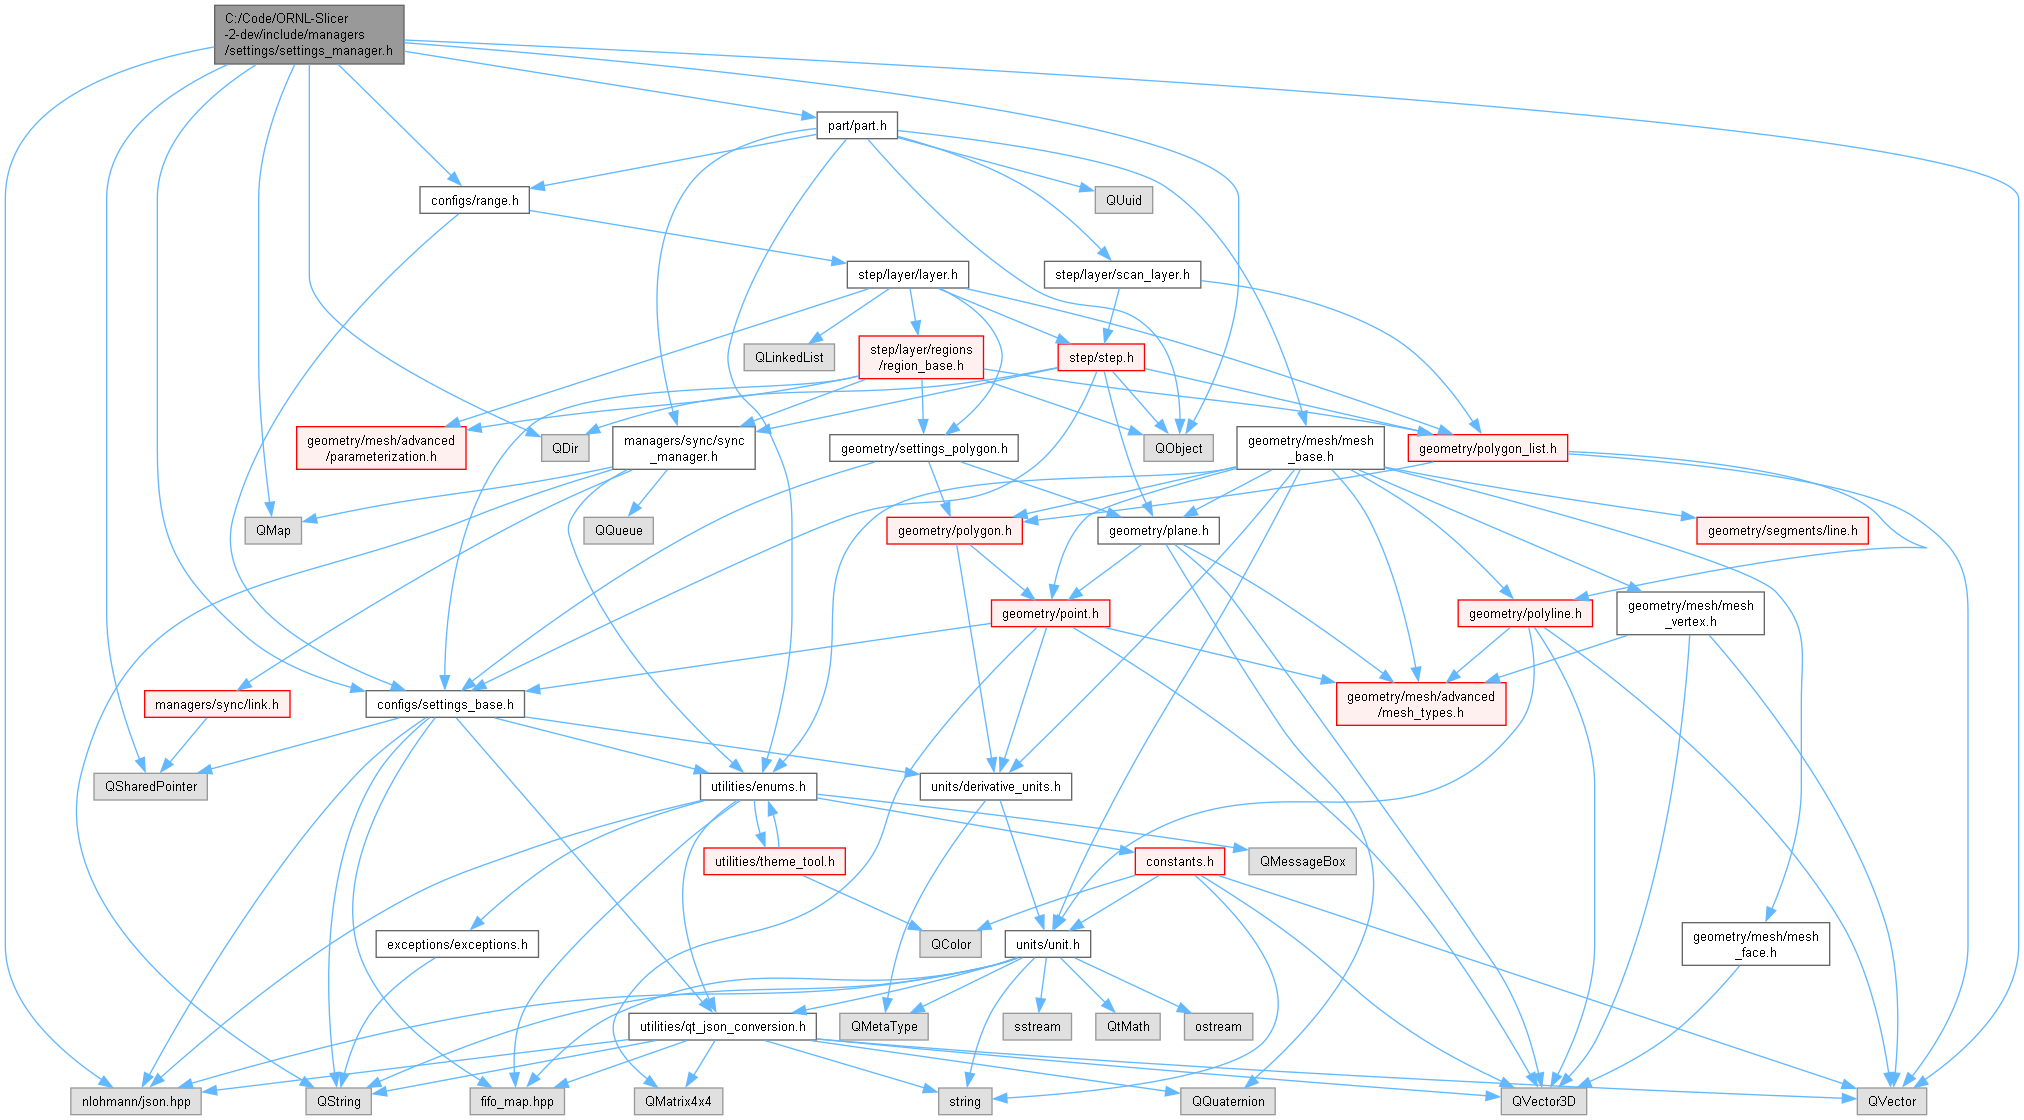 C:/Code/ORNL-Slicer
-2-dev/include/managers
/settings/settings_manager.h
part/part.h
configs/range.h
QUuid
step/layer/layer.h
step/layer/scan_layer.h
QLinkedList
step/layer/regions
/region_base.h
step/step.h
geometry/mesh/advanced
/parameterization.h
QDir
managers/sync/sync
_manager.h
geometry/settings_polygon.h
QObject
geometry/mesh/mesh
_base.h
geometry/polygon_list.h
QMap
QQueue
geometry/polygon.h
geometry/plane.h
geometry/segments/line.h
geometry/point.h
geometry/polyline.h
geometry/mesh/mesh
_vertex.h
managers/sync/link.h
configs/settings_base.h
geometry/mesh/advanced
/mesh_types.h
QSharedPointer
utilities/enums.h
units/derivative_units.h
utilities/theme_tool.h
constants.h
QMessageBox
exceptions/exceptions.h
QColor
units/unit.h
geometry/mesh/mesh
_face.h
utilities/qt_json_conversion.h
QMetaType
sstream
QtMath
ostream
nlohmann/json.hpp
QString
fifo_map.hpp
QMatrix4x4
string
QQuaternion
QVector3D
QVector